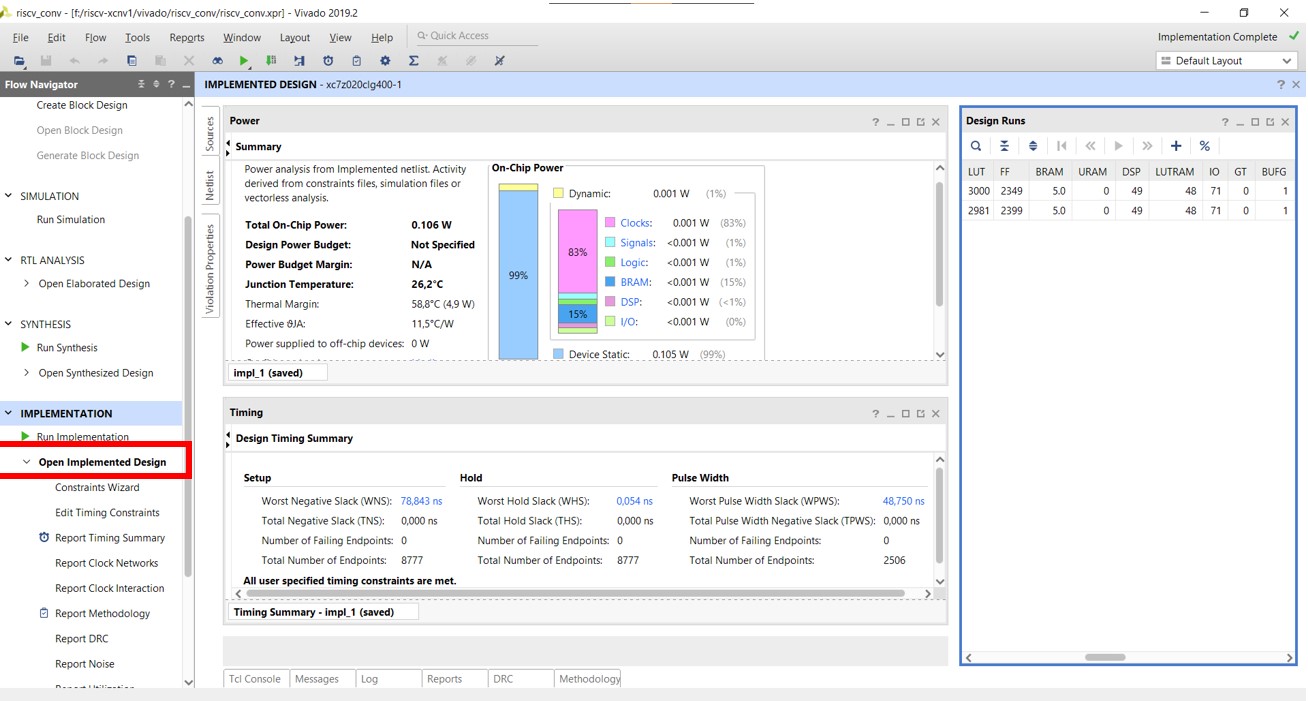 riscv_conv - [f:/riscv-xcnv1/vivado/riscv_conv/riscv_conv.xpr] - Vivado 2019.2
File Edit Flow Tools Reports Window Layout View Help Quick Access
Implementation Complete
Default Layout
Flow Navigator
IMPLEMENTED DESIGN - xc7z020clg400-1
Create Block Design
Open Block Design
Generate Block Design
SIMULATION
Run Simulation
RTL ANALYSIS
Open Elaborated Design
SYNTHESIS
Run Synthesis
Open Synthesized Design
IMPLEMENTATION
Run Implementation
Open Implemented Design
Constraints Wizard
Edit Timing Constraints
Report Timing Summary
Report Clock Networks
Report Clock Interaction
Report Methodology
Report DRC
Report Noise
Report Utilization
Sources
Netlist
Violation Properties
Power
Summary
Power analysis from Implemented netlist. Activity
derived from constraints files, simulation files or
vectorless analysis.
Total On-Chip Power: 0.106 W
Design Power Budget: Not Specified
Power Budget Margin: N/A
Junction Temperature: 26,2°C
Thermal Margin: 58,8°C (4,9 W)
Effective ϑJA: 11,5°C/W
Power supplied to off-chip devices: 0 W
On-Chip Power
99%
83%
15%
Dynamic: 0.001 W (1%)
Clocks: 0.001 W (83%)
Signals: <0.001 W (1%)
Logic: <0.001 W (1%)
BRAM: <0.001 W (15%)
DSP: <0.001 W (<1%)
I/O: <0.001 W (0%)
Device Static: 0.105 W (99%)
impl_1 (saved)
Timing
Design Timing Summary
Setup Hold Pulse Width
Worst Negative Slack (WNS): 78,843 ns Worst Hold Slack (WHS): 0,054 ns Worst Pulse Width Slack (WPWS): 48,750 ns
Total Negative Slack (TNS): 0,000 ns Total Hold Slack (THS): 0,000 ns Total Pulse Width Negative Slack (TPWS): 0,000 ns
Number of Failing Endpoints: 0 Number of Failing Endpoints: 0 Number of Failing Endpoints: 0
Total Number of Endpoints: 8777 Total Number of Endpoints: 8777 Total Number of Endpoints: 2506
All user specified timing constraints are met.
Timing Summary - impl_1 (saved)
Tcl Console Messages Log Reports DRC Methodology
Design Runs
LUT FF BRAM URAM DSP LUTRAM IO GT BUFG
3000 2349 5.0 0 49 48 71 0 1
2981 2399 5.0 0 49 48 71 0 1